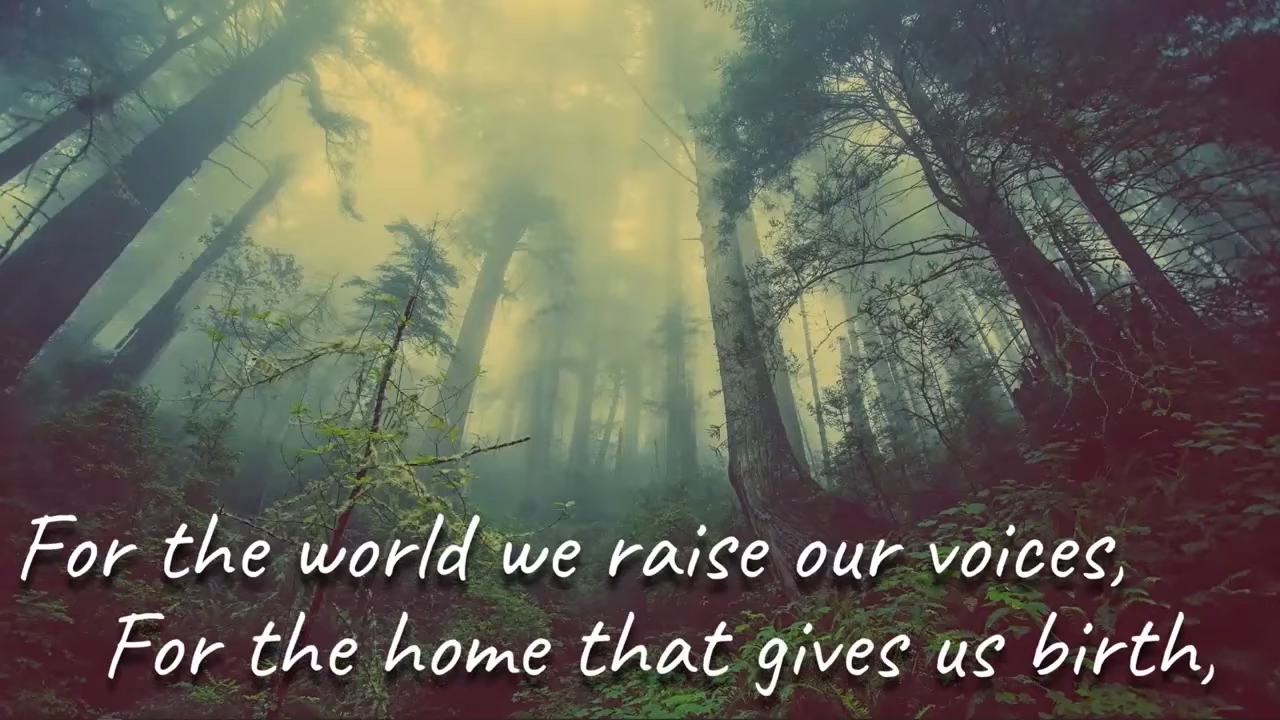 For the world we raise our voices,
For the home that gives us birth,